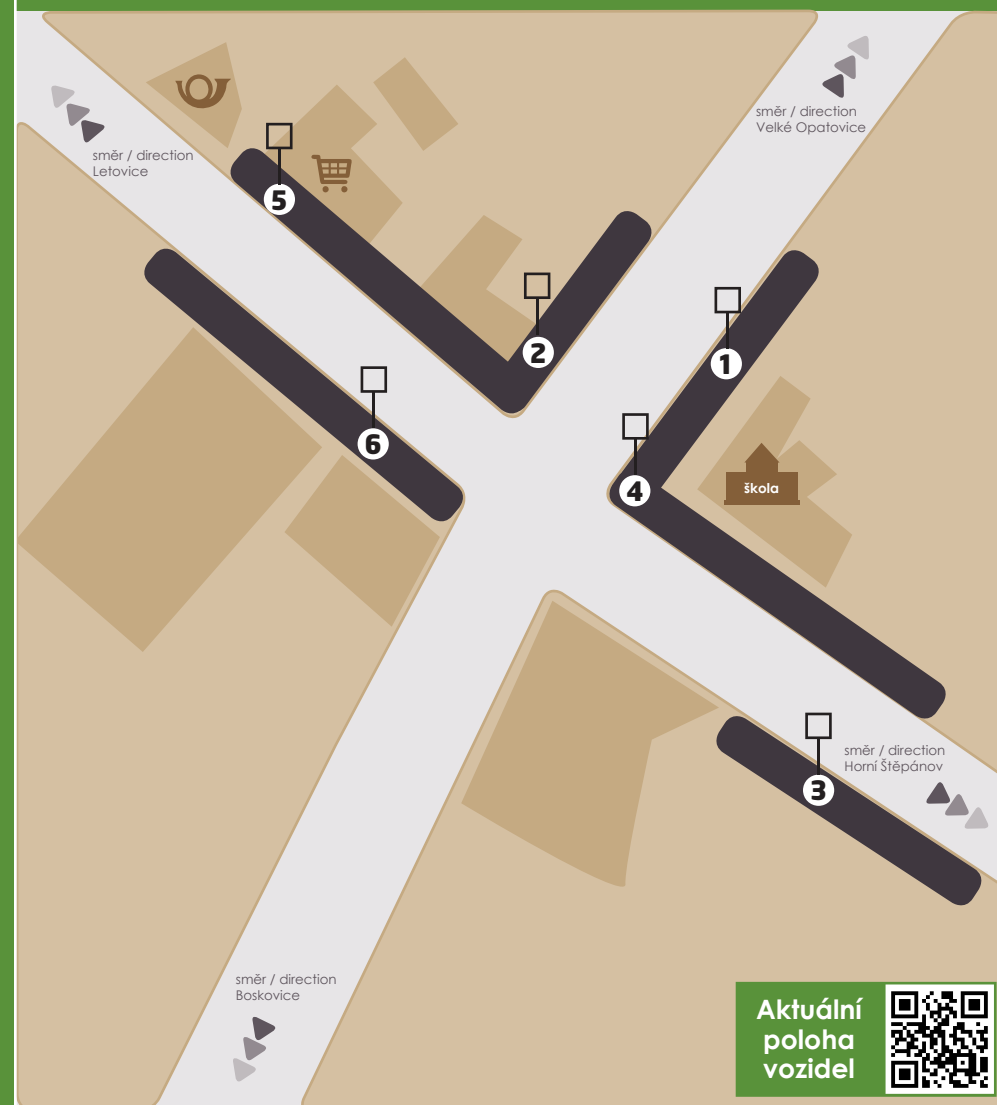 směr / direction
Velké Opatovice
směr / direction
Letovice
5
2
1
6
4
škola
3
směr / direction
Horní Štěpánov
směr / direction
Boskovice
Aktuální
poloha
vozidel